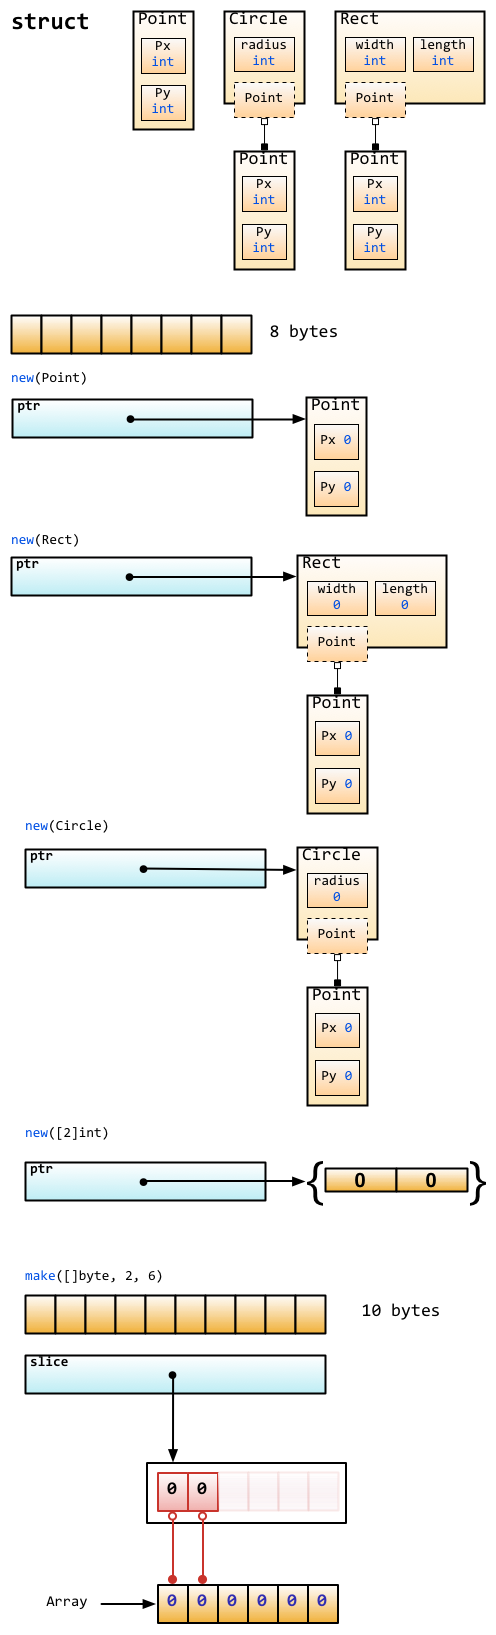 struct
Point
Px
int
Py
int
Circle
radius
int
Point
Point
Px
int
Py
int
Rect
width
int
length
int
Point
Point
Px
int
Py
int
8 bytes
new(Point)
ptr
Point
Px 0
Py 0
new(Rect)
ptr
Rect
width
0
length
0
Point
Point
Px 0
Py 0
new(Circle)
ptr
Circle
radius
0
Point
Point
Px 0
Py 0
new([2]int)
ptr
{ 0 0 }
make([]byte, 2, 6)
10 bytes
slice
0 0
Array 0 0 0 0 0 0